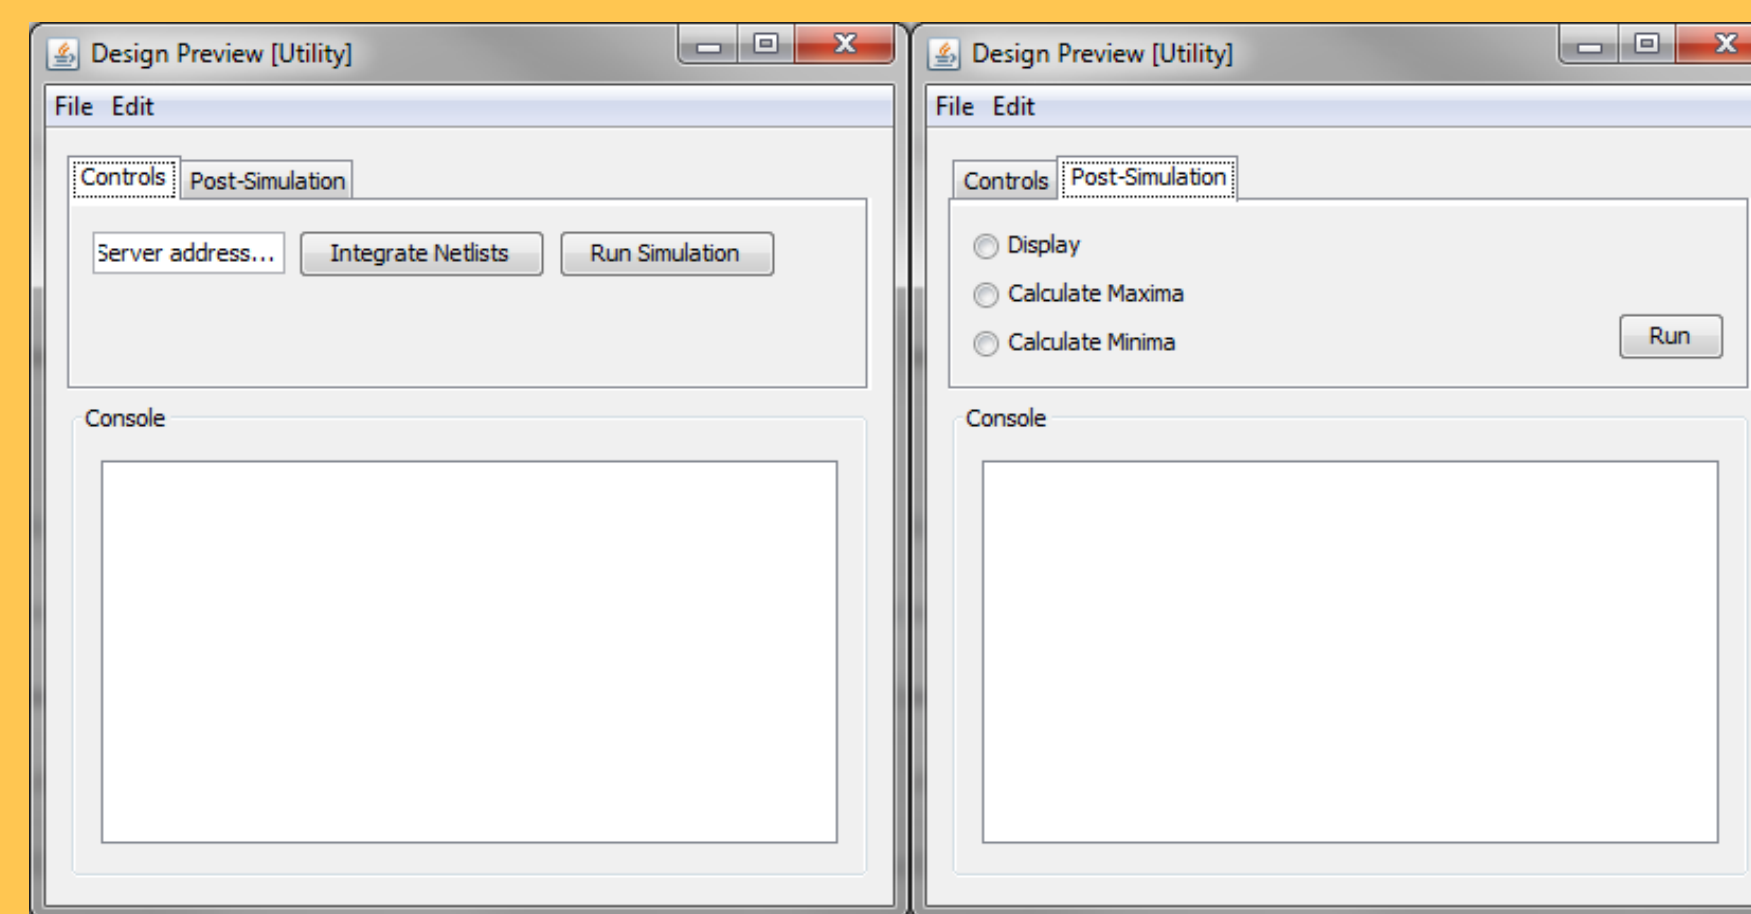 Design Preview [Utility]
File Edit
Controls Post-Simulation
Server address... Integrate Netlists Run Simulation
Console
Design Preview [Utility]
File Edit
Controls Post-Simulation
Display
Calculate Maxima
Calculate Minima
Run
Console